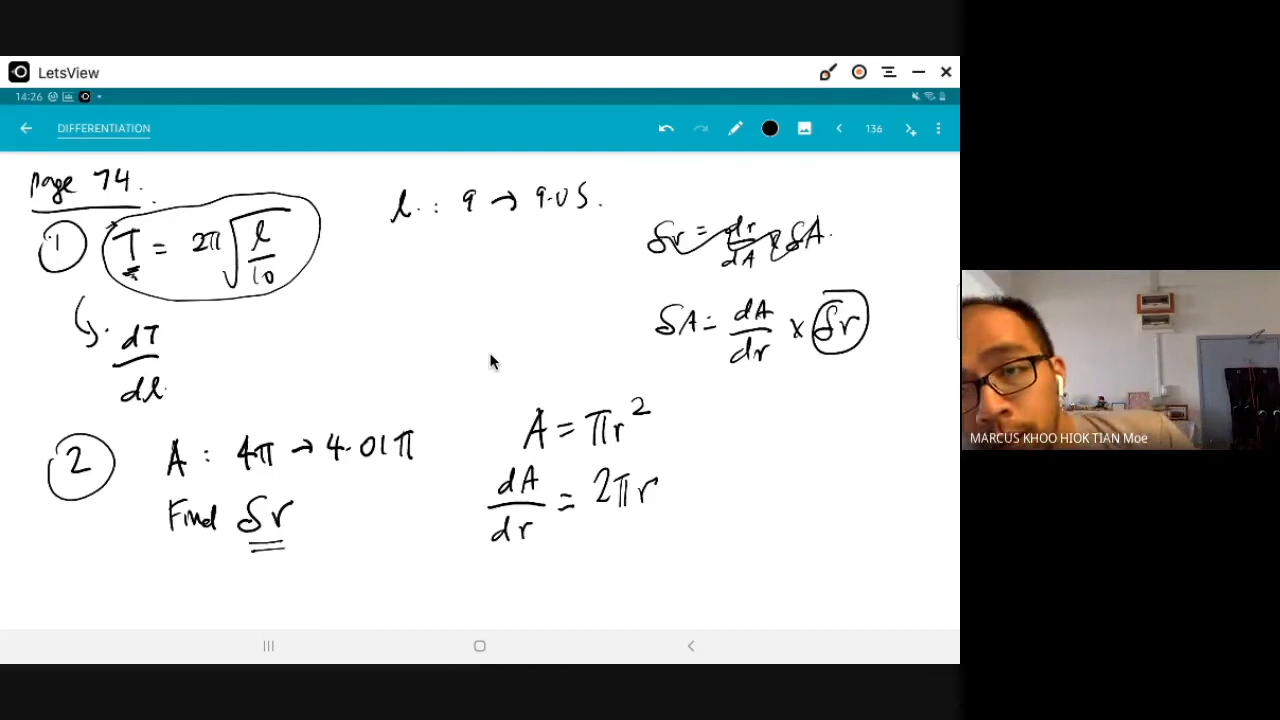 LetsView
14:26
DIFFERENTIATION
136
Page 74.
l : 9 → 9.05.
① T = 2π√(l/10)
δr = dr/dA × δA.
δA = dA/dr × δr
dT/dl
A = πr²
② A : 4π → 4.01π
dA/dr = 2πr
Find δr
MARCUS KHOO HIOK TIAN Moe